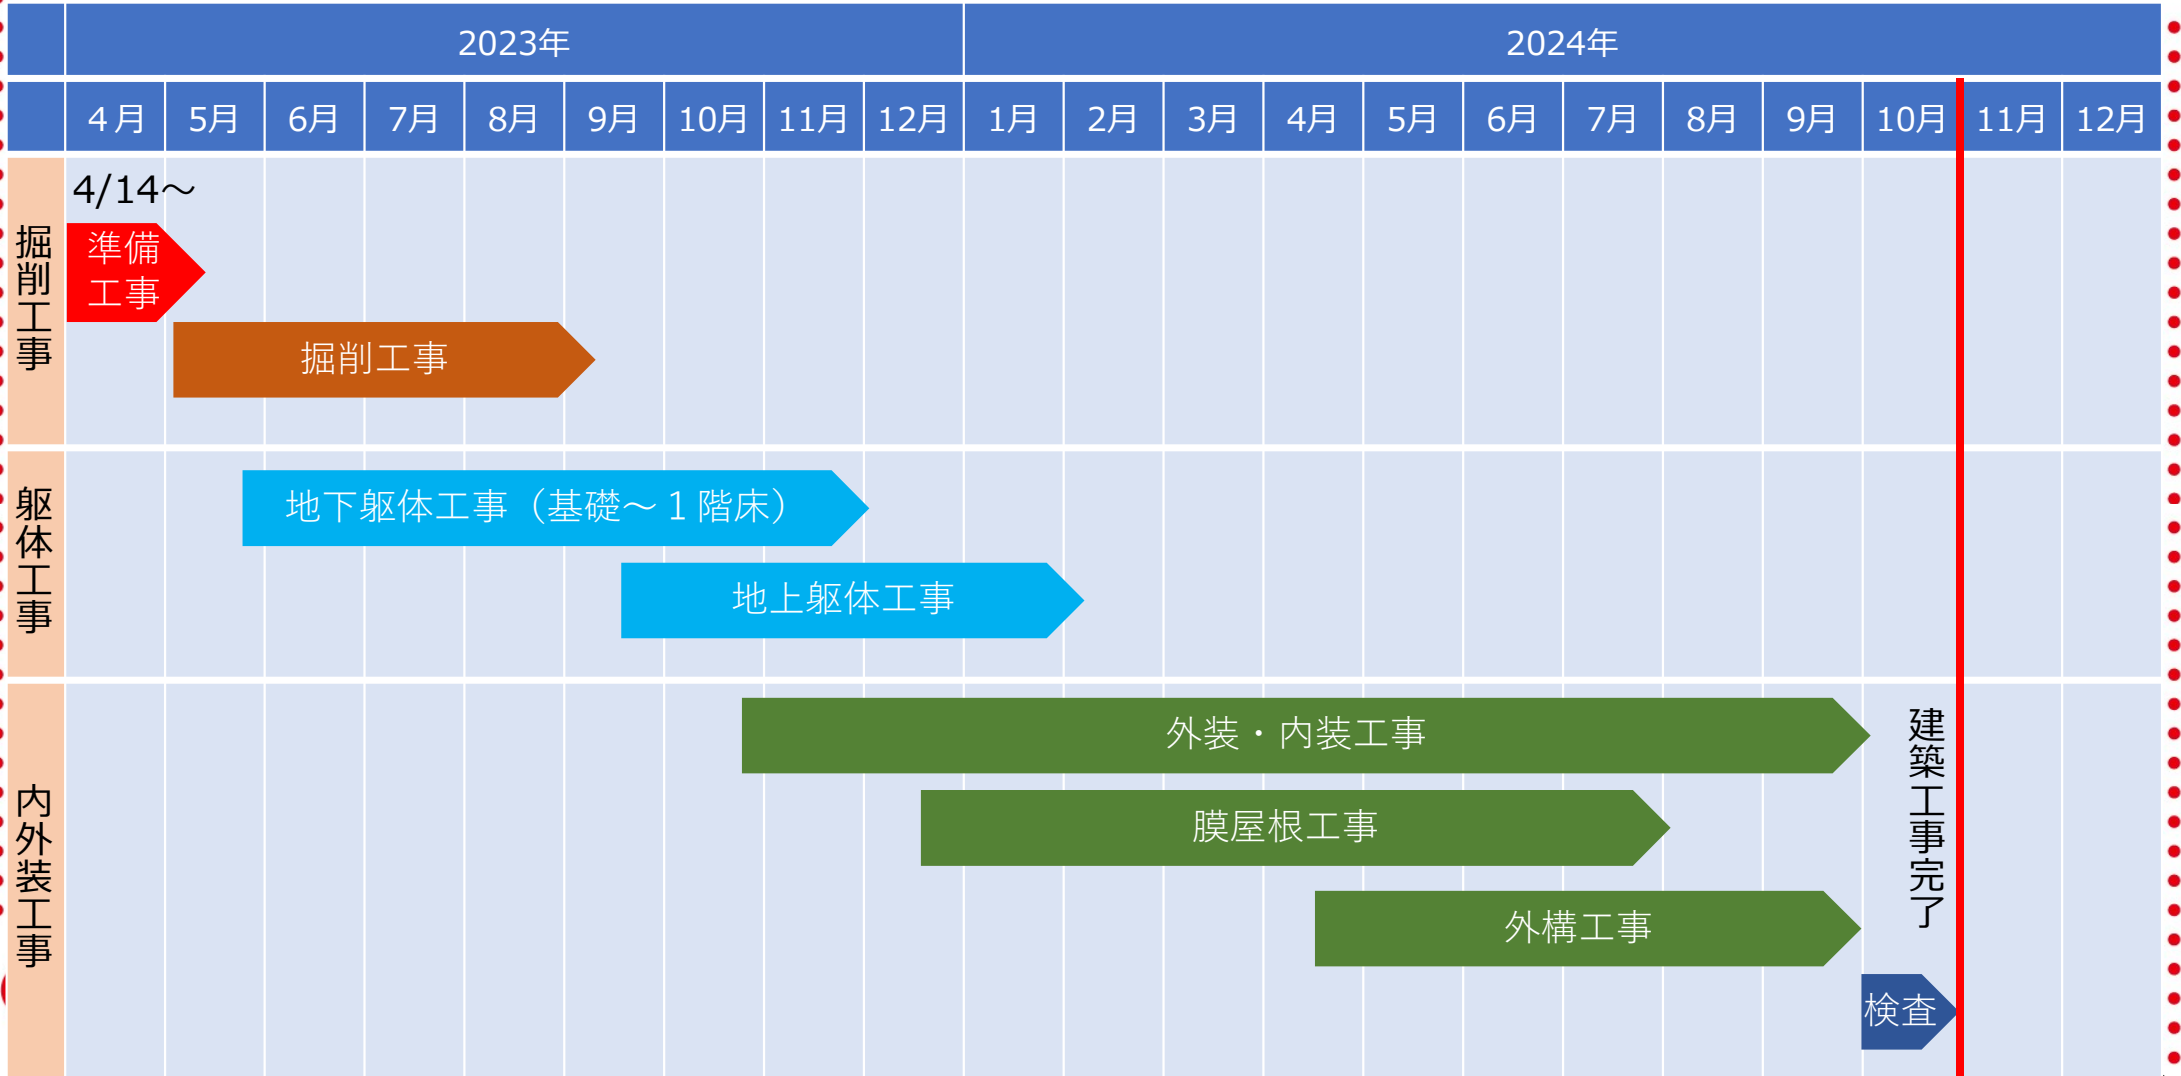 2023年
2024年
4月
5月
6月
7月
8月
9月
10月
11月
12月
1月
2月
3月
4月
5月
6月
7月
8月
9月
10月
11月
12月
掘削工事
4/14～
準備
工事
掘削工事
躯体工事
地下躯体工事（基礎～１階床）
地上躯体工事
内外装工事
外装・内装工事
膜屋根工事
外構工事
検査
建築工事完了